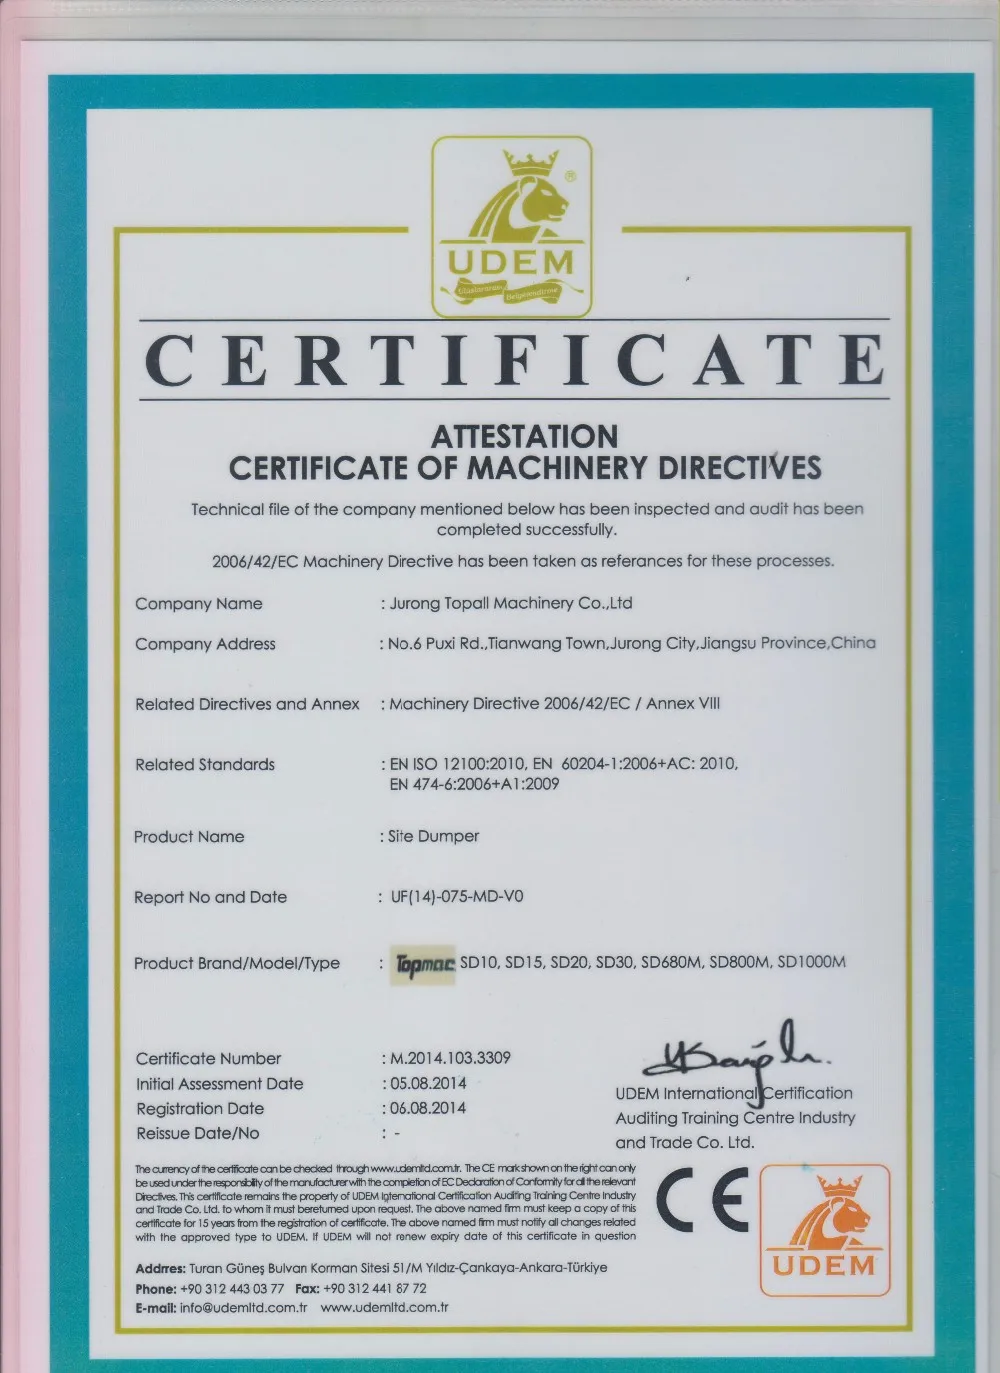 ®
UDEM
Uluslararası
Belgelendirme
CERTIFICATE
ATTESTATION
CERTIFICATE OF MACHINERY DIRECTIVES
Technical file of the company mentioned below has been inspected and audit has been
completed successfully.
2006/42/EC Machinery Directive has been taken as referances for these processes.
Company Name : Jurong Topall Machinery Co.,Ltd
Company Address : No.6 Puxi Rd.,Tianwang Town,Jurong City,Jiangsu Province,China
Related Directives and Annex : Machinery Directive 2006/42/EC / Annex VIII
Related Standards : EN ISO 12100:2010, EN 60204-1:2006+AC: 2010,
EN 474-6:2006+A1:2009
Product Name : Site Dumper
Report No and Date : UF(14)-075-MD-V0
Product Brand/Model/Type : Topmac SD10, SD15, SD20, SD30, SD680M, SD800M, SD1000M
Certificate Number : M.2014.103.3309
Initial Assessment Date : 05.08.2014
Registration Date : 06.08.2014
Reissue Date/No : -
UDEM International Certification
Auditing Training Centre Industry
and Trade Co. Ltd.
The currency of the certificate can be checked through www.udemltd.com.tr. The CE mark shown on the right can only
be used under the responsibility of the manufacturer with the completion of EC Declaration of Conformity for all the relevant
Directives. This certificate remains the property of UDEM International Certification Auditing Training Centre Industry
and Trade Co. Ltd. to whom it must bereturned upon request. The above named firm must keep a copy of this
certificate for 15 years from the registration of certificate. The above named firm must notify all changes related
with the approved type to UDEM. If UDEM will not renew expiry date of this certificate in question
CE
UDEM
Addrres: Turan Güneş Bulvarı Korman Sitesi 51/M Yıldız-Çankaya-Ankara-Türkiye
Phone: +90 312 443 03 77 Fax: +90 312 441 87 72
E-mail: info@udemltd.com.tr www.udemltd.com.tr